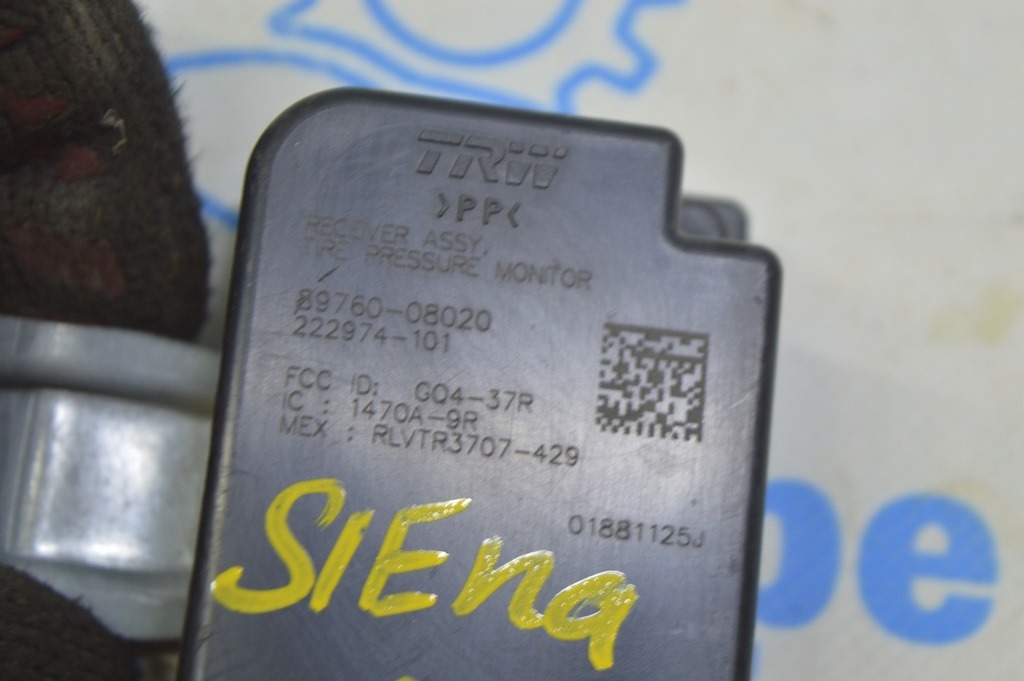 TRW
>PP<
RECEIVER ASSY,
TIRE PRESSURE MONITOR
89760-08020
222974-101
FCC ID: GQ4-37R
IC : 1470A-9R
MEX : RLVTR3707-429
01881125J
SIEnA
pe